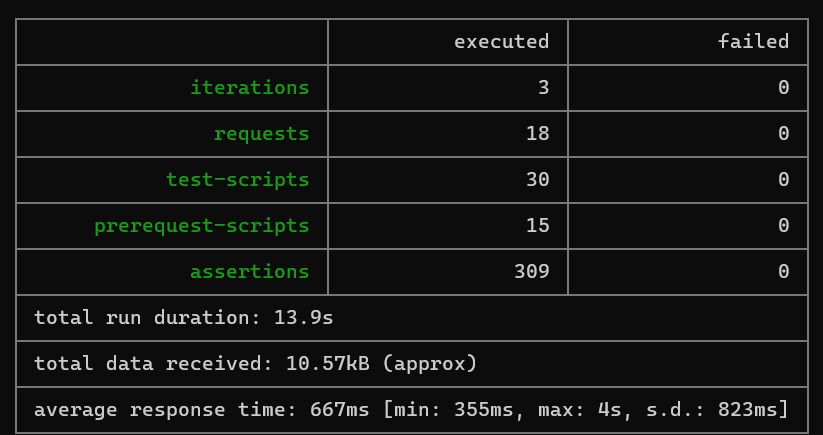 executed failed
iterations 3 0
requests 18 0
test-scripts 30 0
prerequest-scripts 15 0
assertions 309 0
total run duration: 13.9s
total data received: 10.57kB (approx)
average response time: 667ms [min: 355ms, max: 4s, s.d.: 823ms]